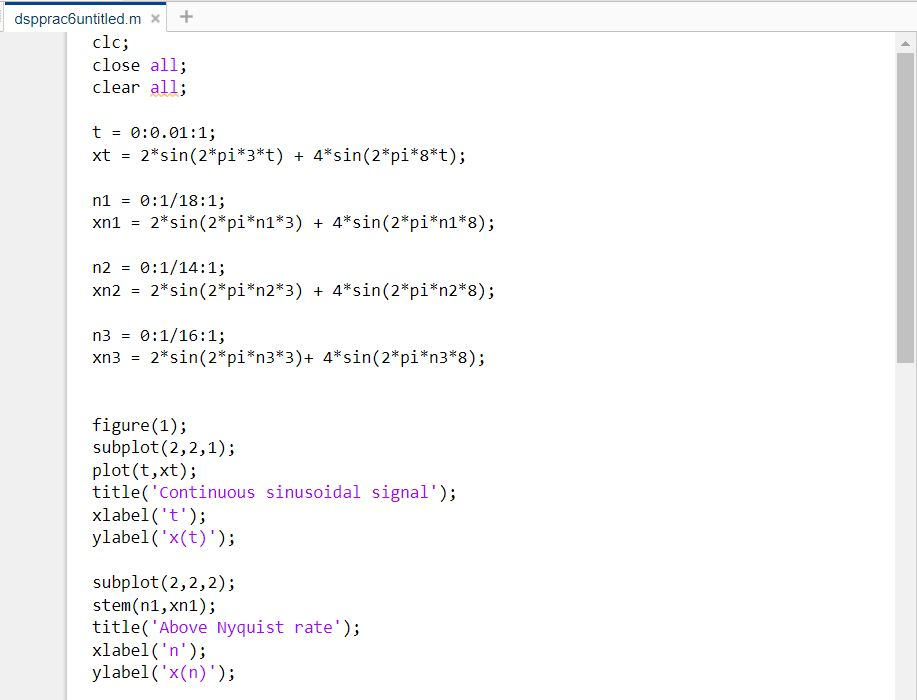 dspprac6untitled.m × +
clc;
close all;
clear all;
t = 0:0.01:1;
xt = 2*sin(2*pi*3*t) + 4*sin(2*pi*8*t);
n1 = 0:1/18:1;
xn1 = 2*sin(2*pi*n1*3) + 4*sin(2*pi*n1*8);
n2 = 0:1/14:1;
xn2 = 2*sin(2*pi*n2*3) + 4*sin(2*pi*n2*8);
n3 = 0:1/16:1;
xn3 = 2*sin(2*pi*n3*3)+ 4*sin(2*pi*n3*8);
figure(1);
subplot(2,2,1);
plot(t,xt);
title('Continuous sinusoidal signal');
xlabel('t');
ylabel('x(t)');
subplot(2,2,2);
stem(n1,xn1);
title('Above Nyquist rate');
xlabel('n');
ylabel('x(n)');